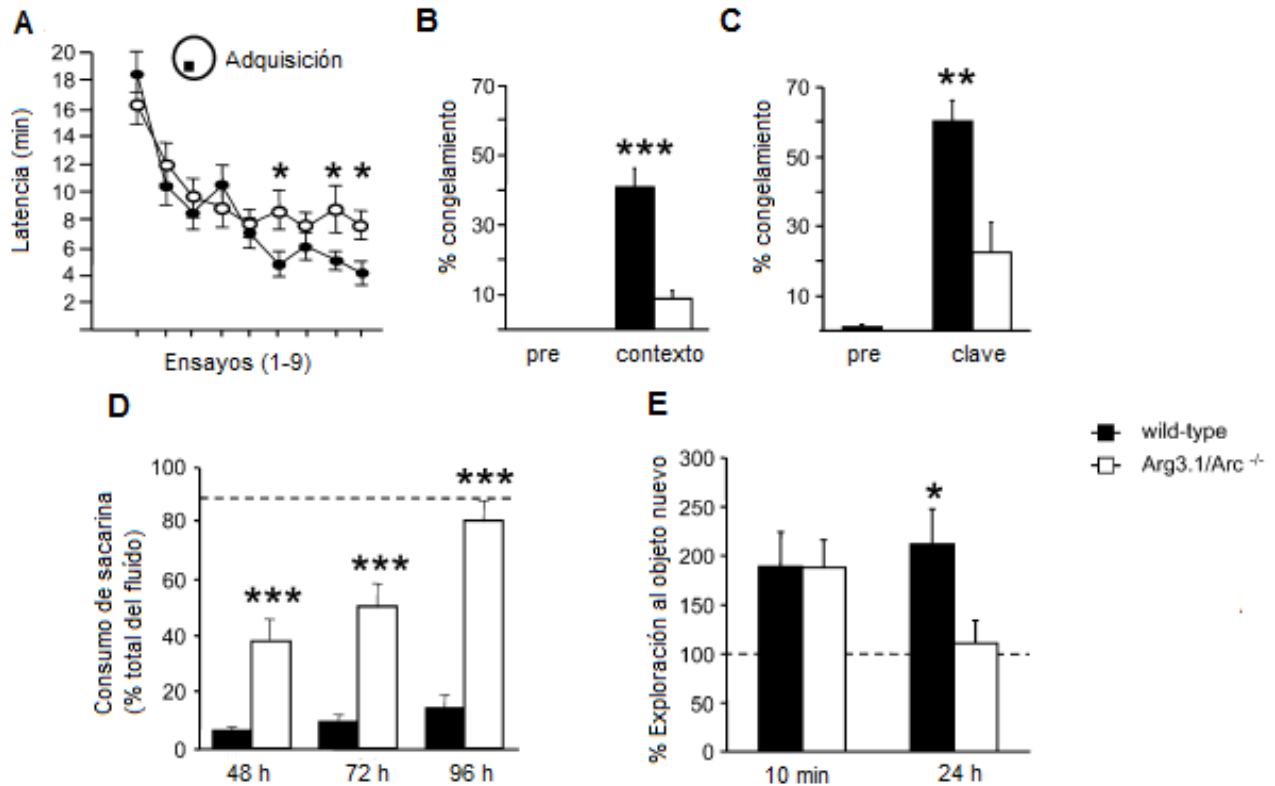 A
Adquisición
Latencia (min)
20
18
16
14
12
10
8
6
4
2
* * *
Ensayos (1-9)
B
% congelamiento
70
50
30
10
***
pre contexto
C
% congelamiento
70
50
30
10
**
pre clave
D
Consumo de sacarina
(% total del fluído)
100
80
60
40
20
0
***
***
***
48 h 72 h 96 h
E
% Exploración al objeto nuevo
300
250
200
150
100
50
0
*
10 min 24 h
wild-type
Arg3.1/Arc -/-